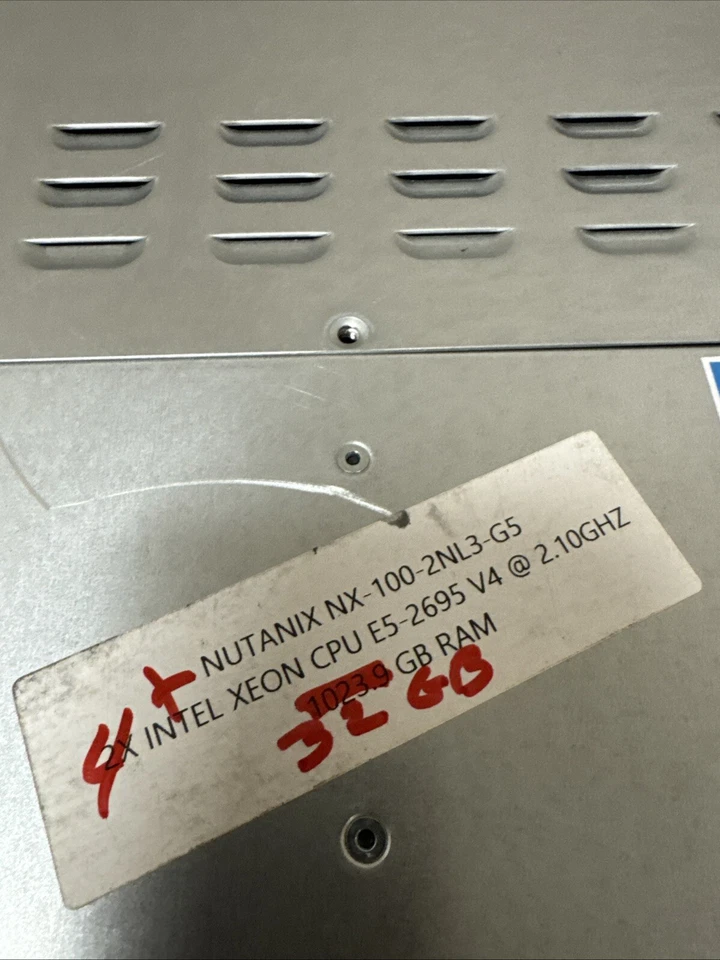 NUTANIX NX-100-2NL3-G5
4X
2X INTEL XEON CPU E5-2695 V4 @ 2.10GHZ
1023.9 GB RAM
32 GB